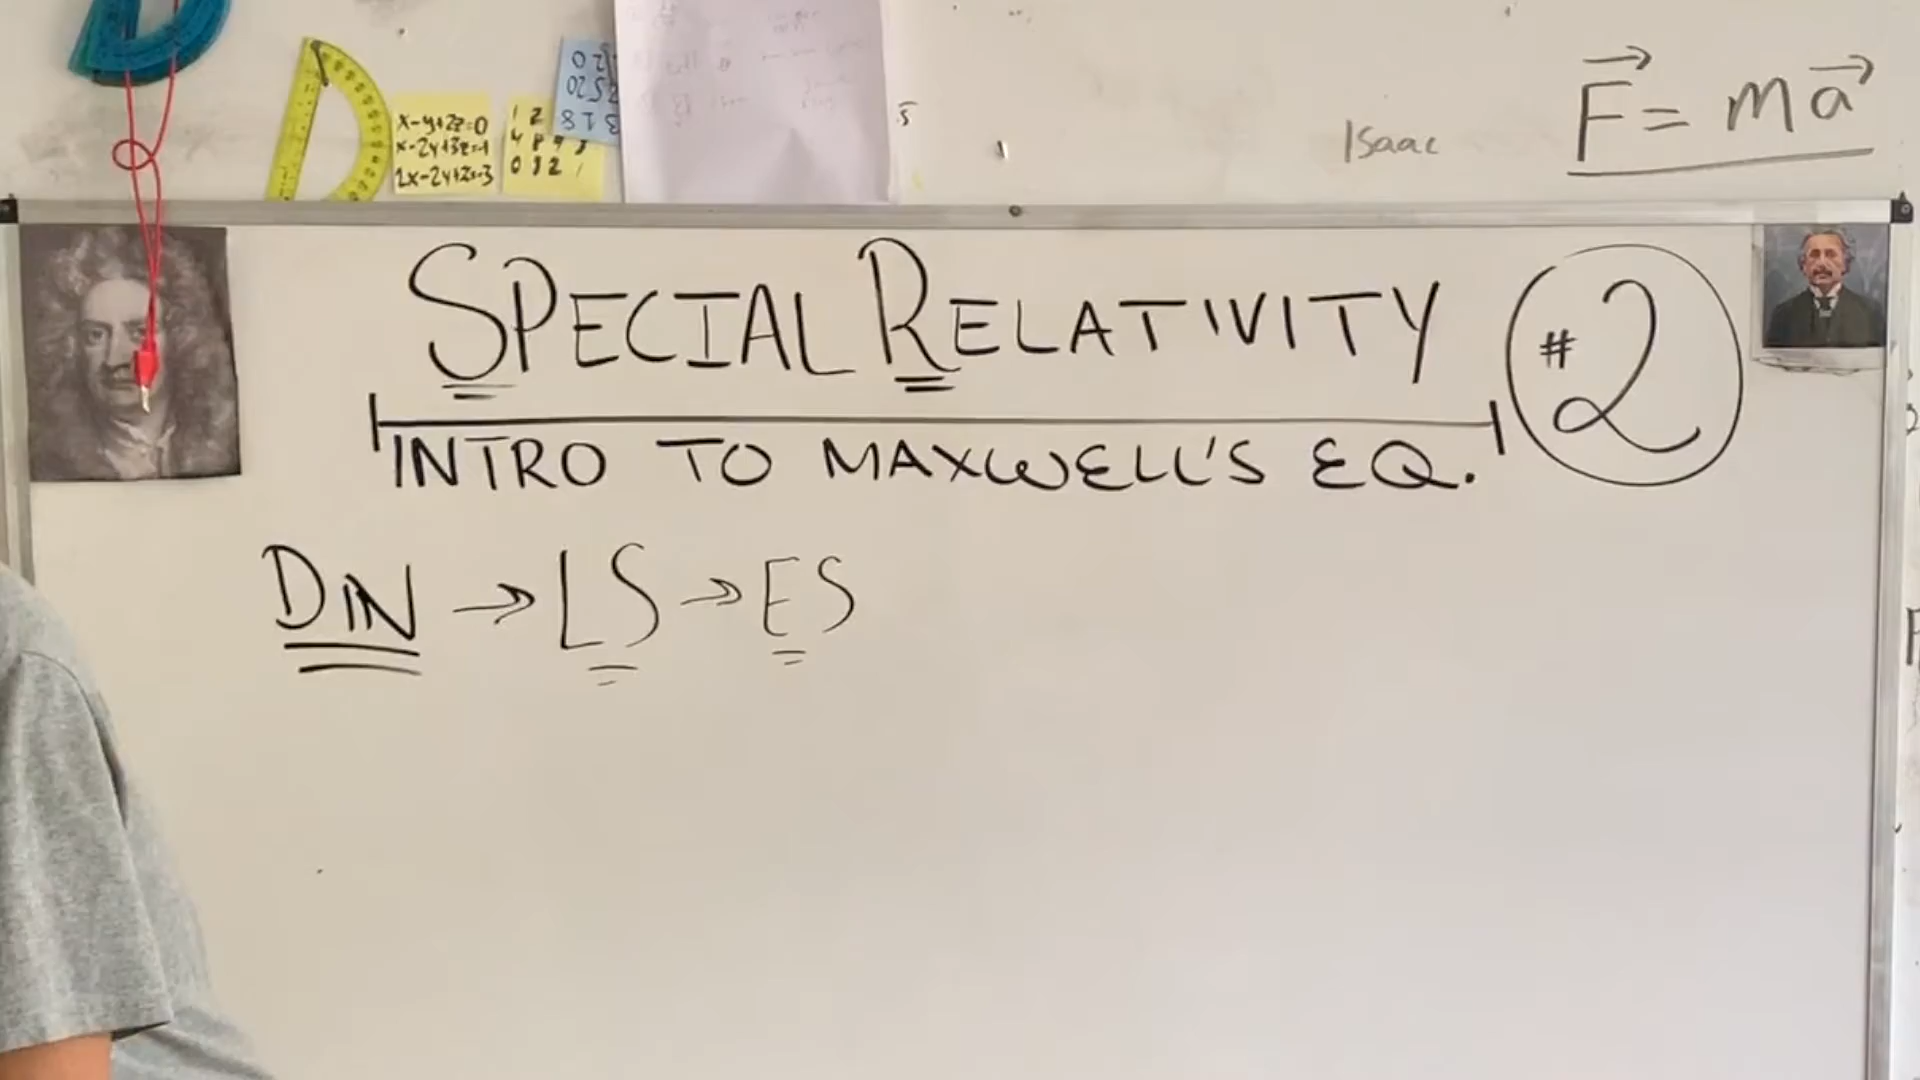 x-y+2z=0
x-2y+3z=-1
2x-2y+z=-3
Isaac
F = ma
SPECIAL RELATIVITY
#2
INTRO TO MAXWELL'S EQ.
DIN → LS → ES